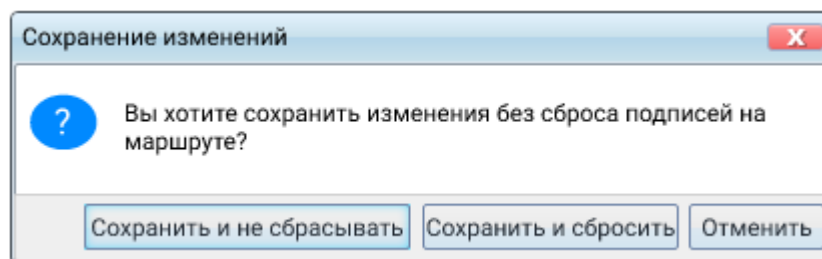 Сохранение изменений
X
?
Вы хотите сохранить изменения без сброса подписей на
маршруте?
Сохранить и не сбрасывать Сохранить и сбросить Отменить